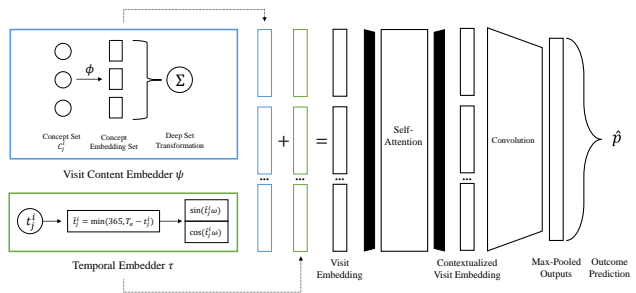 ϕ
Σ
Concept Set
C_j^i
Concept
Embedding Set
Deep Set
Transformation
Visit Content Embedder ψ
t_j^i
t̂_j^i = min(365, T_e − t_j^i)
sin(t̂_j^i ω)
cos(t̂_j^i ω)
Temporal Embedder τ
+
=
...
...
...
...
Visit
Embedding
Self-
Attention
Contextualized
Visit Embedding
Convolution
Max-Pooled
Outputs
p̂
Outcome
Prediction